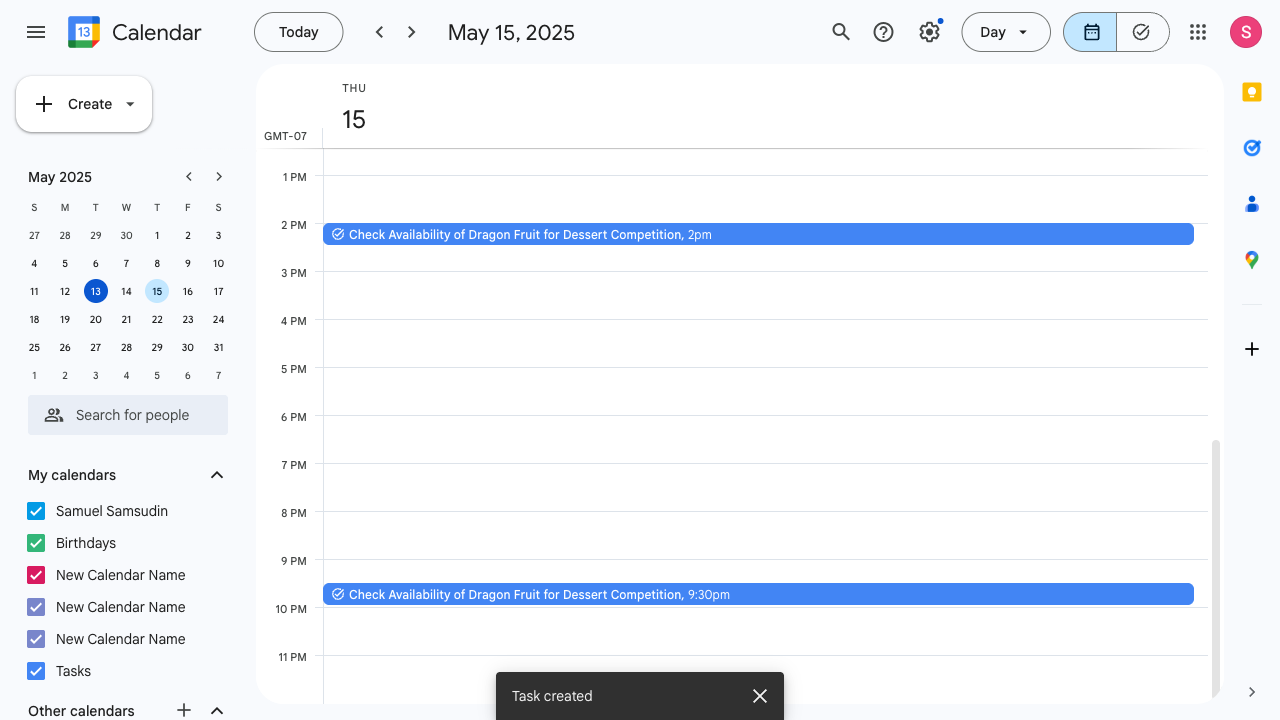 13
Calendar
Today
May 15, 2025
Day
S
Create
May 2025
S M T W T F S
27 28 29 30 1 2 3
4 5 6 7 8 9 10
11 12 13 14 15 16 17
18 19 20 21 22 23 24
25 26 27 28 29 30 31
1 2 3 4 5 6 7
Search for people
My calendars
Samuel Samsudin
Birthdays
New Calendar Name
New Calendar Name
New Calendar Name
Tasks
Other calendars
THU
15
GMT-07
1 PM
2 PM
Check Availability of Dragon Fruit for Dessert Competition, 2pm
3 PM
4 PM
5 PM
6 PM
7 PM
8 PM
9 PM
Check Availability of Dragon Fruit for Dessert Competition, 9:30pm
10 PM
11 PM
Task created